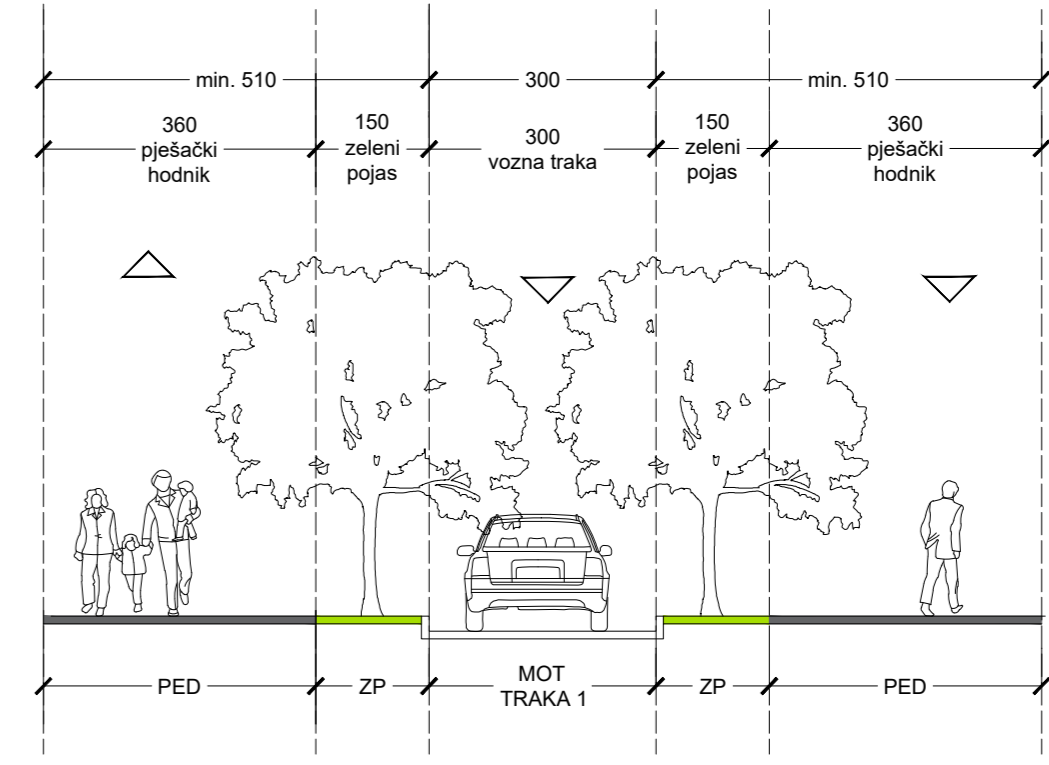 min. 510
300
min. 510
360
pješački
hodnik
150
zeleni
pojas
300
vozna traka
150
zeleni
pojas
360
pješački
hodnik
PED
ZP
MOT
TRAKA 1
ZP
PED